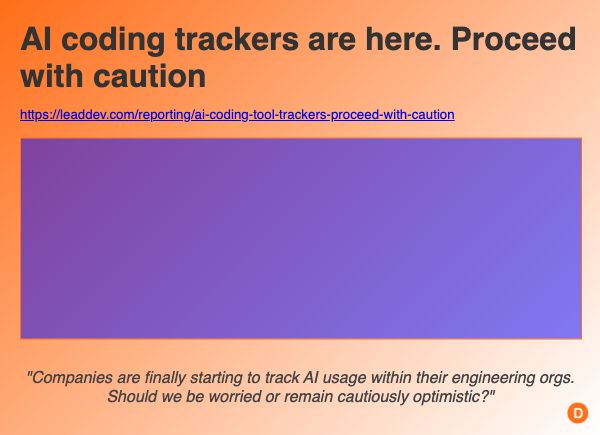 AI coding trackers are here. Proceed
with caution
https://leaddev.com/reporting/ai-coding-tool-trackers-proceed-with-caution
"Companies are finally starting to track AI usage within their engineering orgs.
Should we be worried or remain cautiously optimistic?"
D